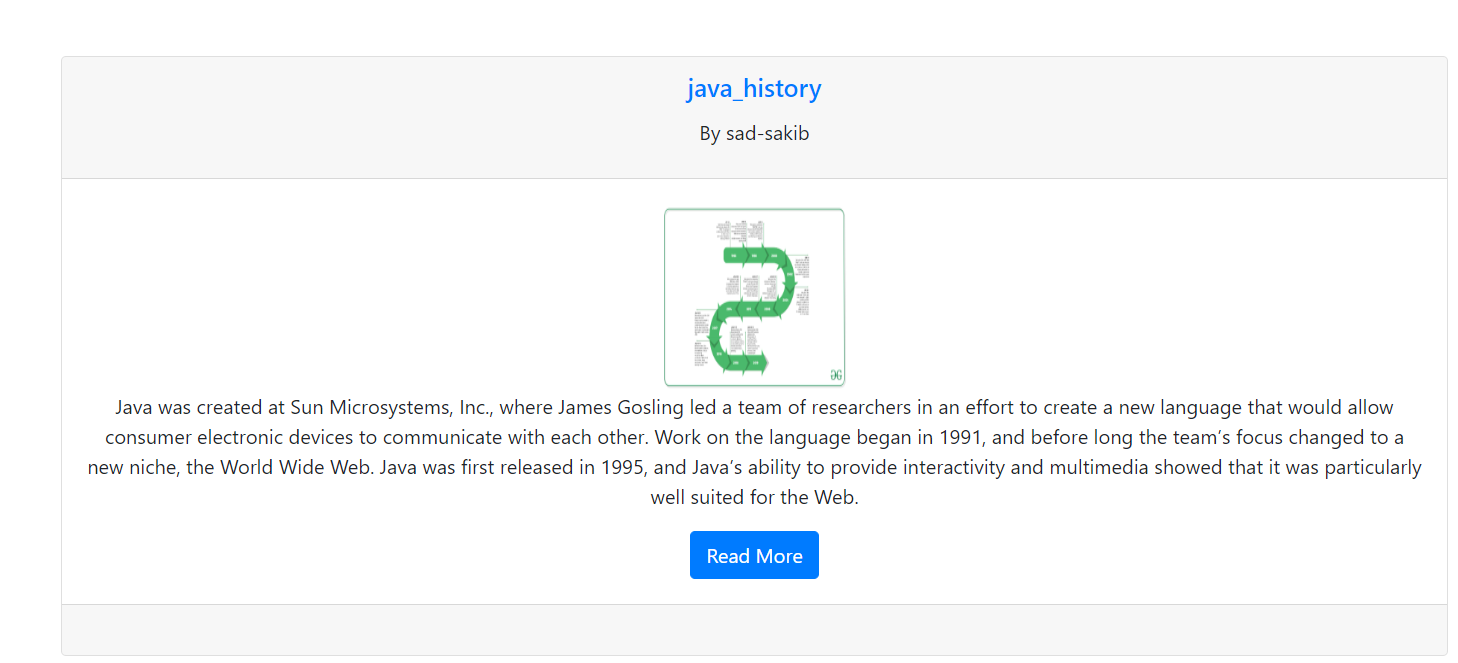 java_history
By sad-sakib
Java was created at Sun Microsystems, Inc., where James Gosling led a team of researchers in an effort to create a new language that would allow
consumer electronic devices to communicate with each other. Work on the language began in 1991, and before long the team’s focus changed to a
new niche, the World Wide Web. Java was first released in 1995, and Java’s ability to provide interactivity and multimedia showed that it was particularly
well suited for the Web.
Read More